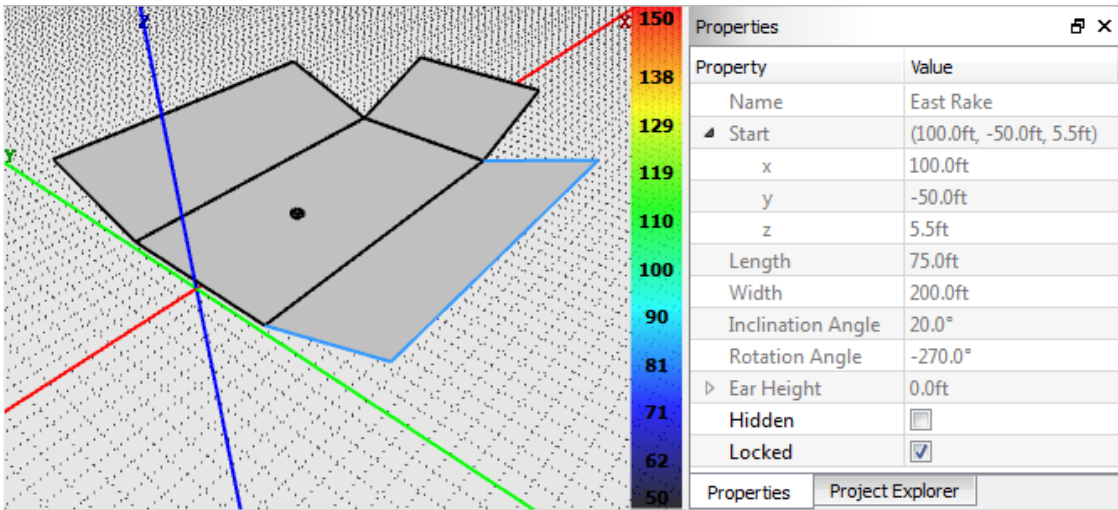 Z
X
Y
150
138
129
119
110
100
90
81
71
62
50
Properties
Property Value
Name East Rake
Start (100.0ft, -50.0ft, 5.5ft)
x 100.0ft
y -50.0ft
z 5.5ft
Length 75.0ft
Width 200.0ft
Inclination Angle 20.0°
Rotation Angle -270.0°
Ear Height 0.0ft
Hidden
Locked
Properties Project Explorer